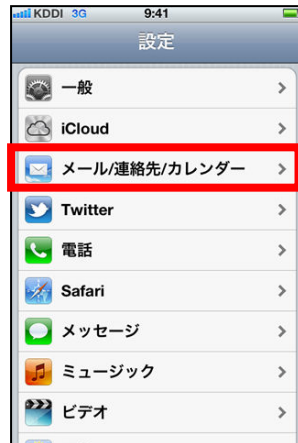 KDDI 3G 9:41
設定
一般
iCloud
メール/連絡先/カレンダー
Twitter
電話
Safari
メッセージ
ミュージック
ビデオ